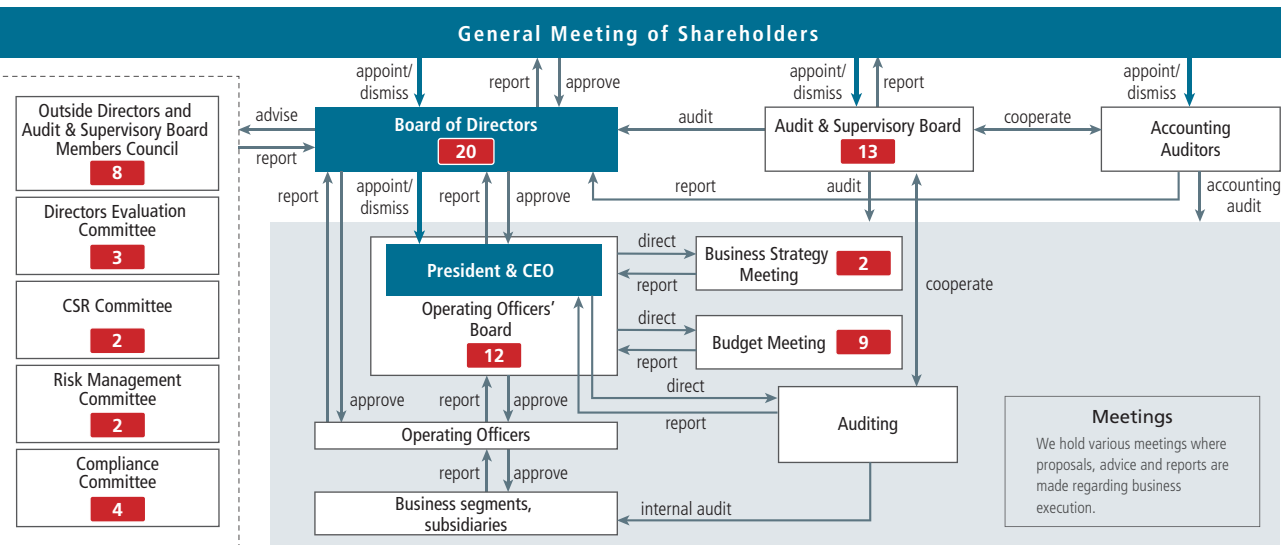 General Meeting of Shareholders
appoint/
dismiss
report
approve
appoint/
dismiss
report
appoint/
dismiss
Outside Directors and
Audit & Supervisory Board
Members Council
8
advise
report
Board of Directors
20
audit
Audit & Supervisory Board
13
cooperate
Accounting
Auditors
Directors Evaluation
Committee
3
report
appoint/
dismiss
report
approve
report
audit
accounting
audit
CSR Committee
2
President & CEO
Operating Officers'
Board
12
direct
report
Business Strategy
Meeting
2
cooperate
direct
report
Budget Meeting
9
Risk Management
Committee
2
approve
report
approve
direct
report
Auditing
Operating Officers
Compliance
Committee
4
report
approve
Business segments,
subsidiaries
internal audit
Meetings
We hold various meetings where
proposals, advice and reports are
made regarding business
execution.